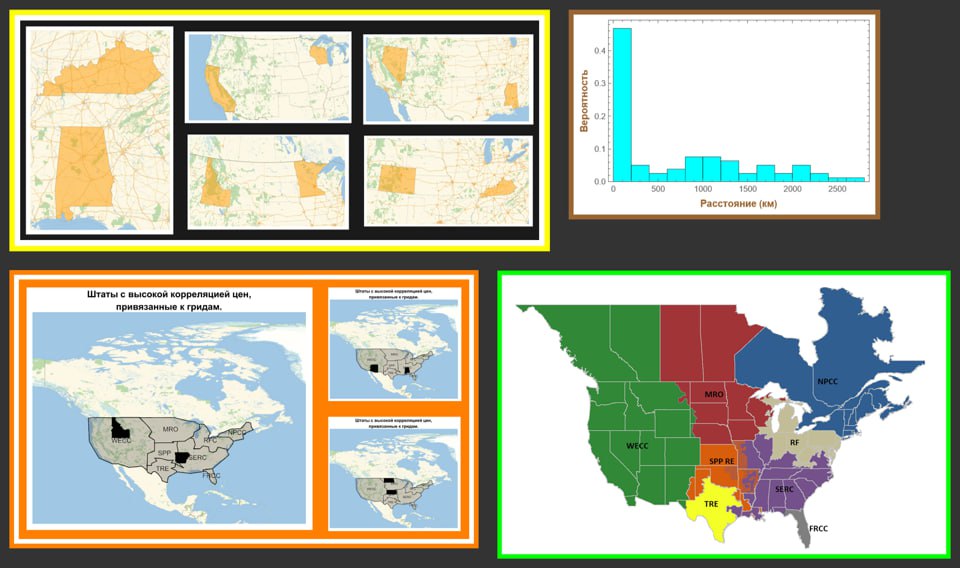 0.4
0.3
0.2
0.1
0.0
0
500
1000
1500
2000
2500
Вероятность
Расстояние (км)
Штаты с высокой корреляцией цен,
привязанные к гридам.
WECC
MRO
SPP
TRE
RFC
SERC
NPCC
FRCC
Штаты с высокой корреляцией цен,
привязанные к гридам.
Штаты с высокой корреляцией цен,
привязанные к гридам.
NPCC
MRO
WECC
RF
SPP RE
SERC
TRE
FRCC